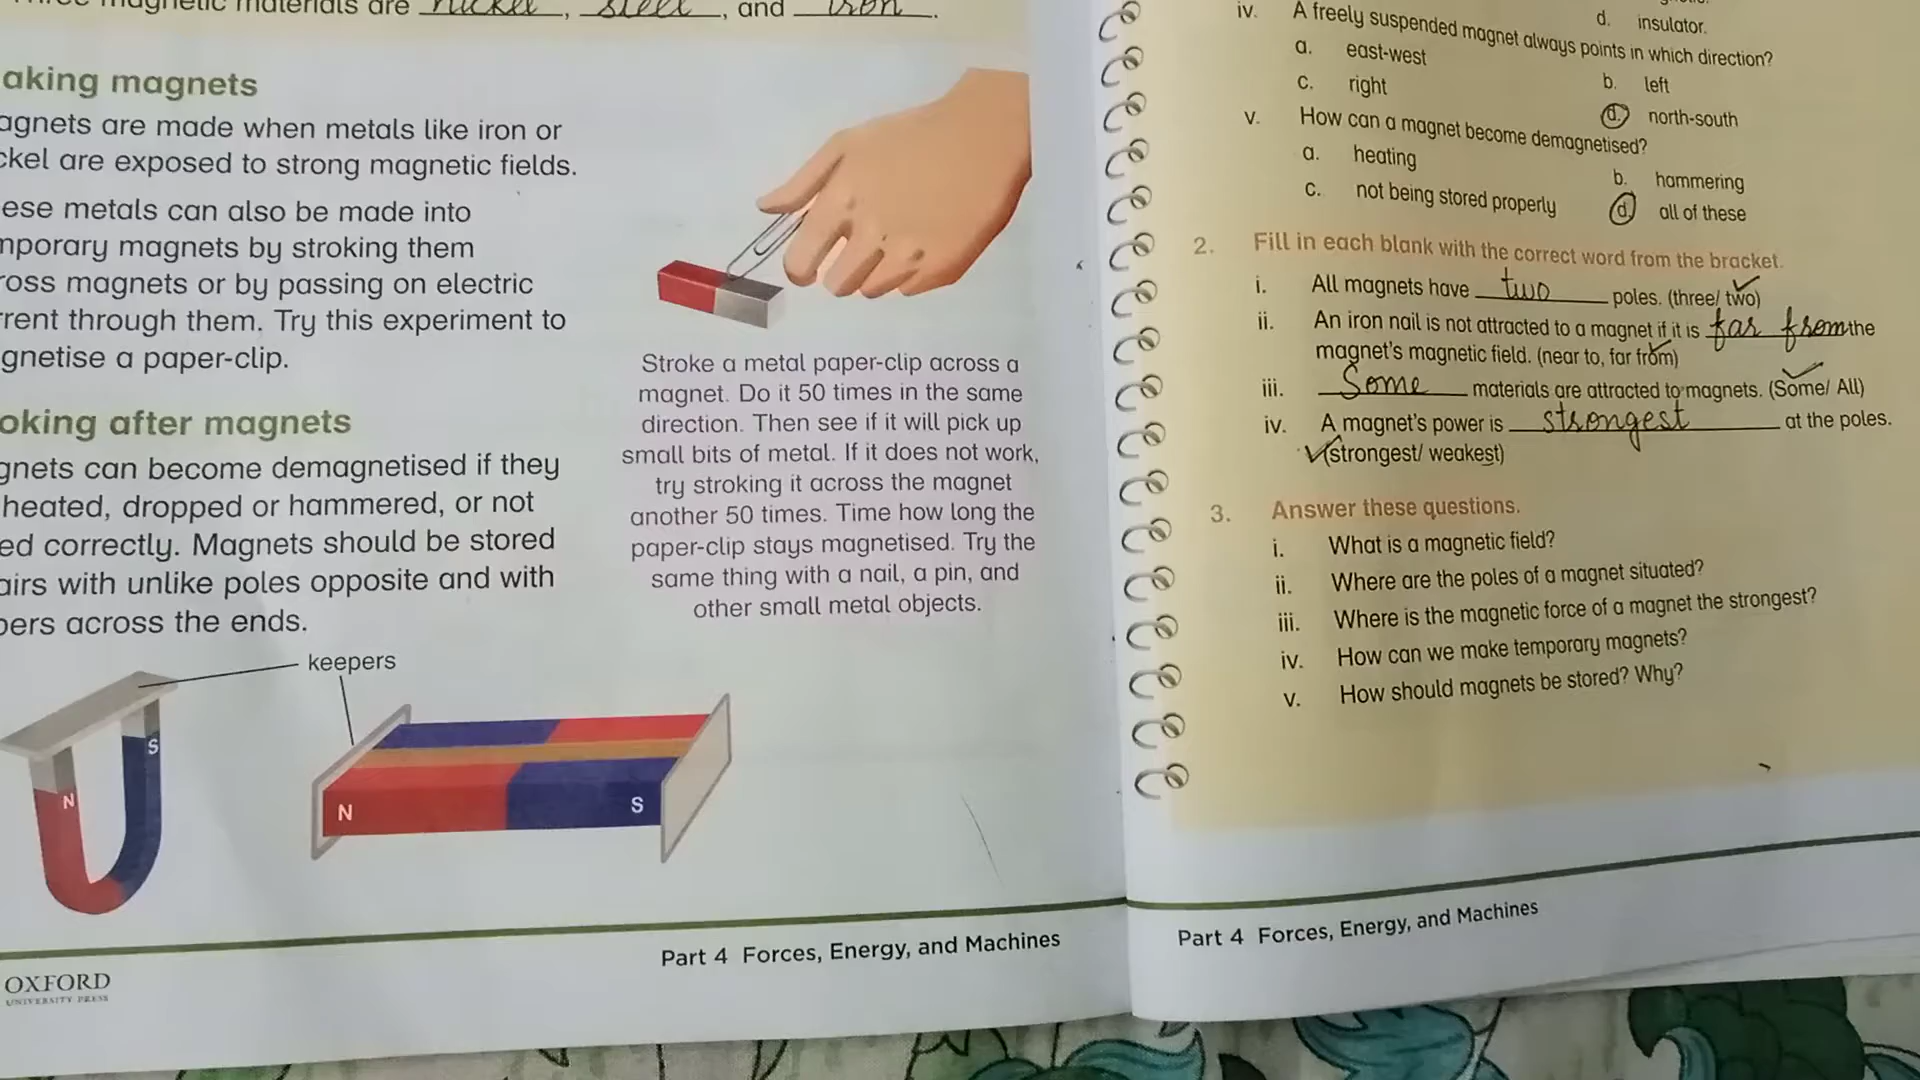 magnetic materials are nickel, steel, and iron.
aking magnets
agnets are made when metals like iron or
ckel are exposed to strong magnetic fields.
ese metals can also be made into
mporary magnets by stroking them
ross magnets or by passing on electric
rrent through them. Try this experiment to
gnetise a paper-clip.
oking after magnets
gnets can become demagnetised if they
heated, dropped or hammered, or not
ed correctly. Magnets should be stored
airs with unlike poles opposite and with
pers across the ends.
Stroke a metal paper-clip across a
magnet. Do it 50 times in the same
direction. Then see if it will pick up
small bits of metal. If it does not work,
try stroking it across the magnet
another 50 times. Time how long the
paper-clip stays magnetised. Try the
same thing with a nail, a pin, and
other small metal objects.
keepers
N S
N S
Part 4 Forces, Energy, and Machines
OXFORD
UNIVERSITY PRESS
d. insulator.
iv. A freely suspended magnet always points in which direction?
a. east-west
b. left
c. right
d. north-south
v. How can a magnet become demagnetised?
a. heating
b. hammering
c. not being stored properly
d. all of these
2. Fill in each blank with the correct word from the bracket.
i. All magnets have two poles. (three/ two)
ii. An iron nail is not attracted to a magnet if it is far from the
magnet's magnetic field. (near to, far from)
iii. Some materials are attracted to magnets. (Some/ All)
iv. A magnet's power is strongest at the poles.
(strongest/ weakest)
3. Answer these questions.
i. What is a magnetic field?
ii. Where are the poles of a magnet situated?
iii. Where is the magnetic force of a magnet the strongest?
iv. How can we make temporary magnets?
v. How should magnets be stored? Why?
Part 4 Forces, Energy, and Machines